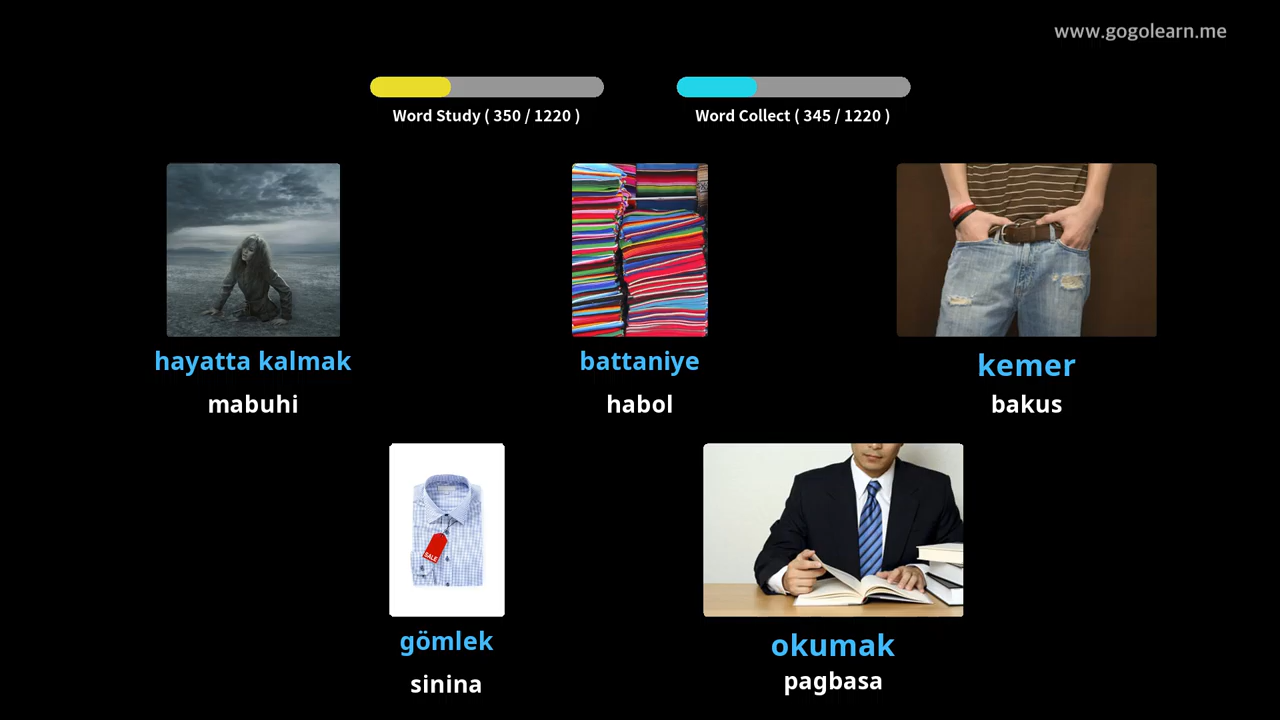 www.gogolearn.me
Word Study ( 350 / 1220 )
Word Collect ( 345 / 1220 )
hayatta kalmak
mabuhi
battaniye
habol
kemer
bakus
SALE
gömlek
sinina
okumak
pagbasa